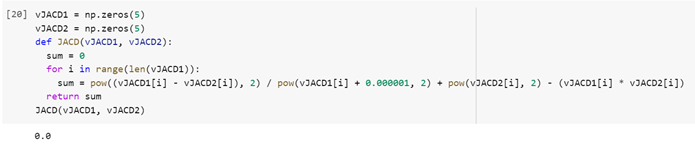 [20] vJACD1 = np.zeros(5)
vJACD2 = np.zeros(5)
def JACD(vJACD1, vJACD2):
  sum = 0
  for i in range(len(vJACD1)):
    sum = pow((vJACD1[i] - vJACD2[i]), 2) / pow(vJACD1[i] + 0.000001, 2) + pow(vJACD2[i], 2) - (vJACD1[i] * vJACD2[i])
  return sum
JACD(vJACD1, vJACD2)
0.0